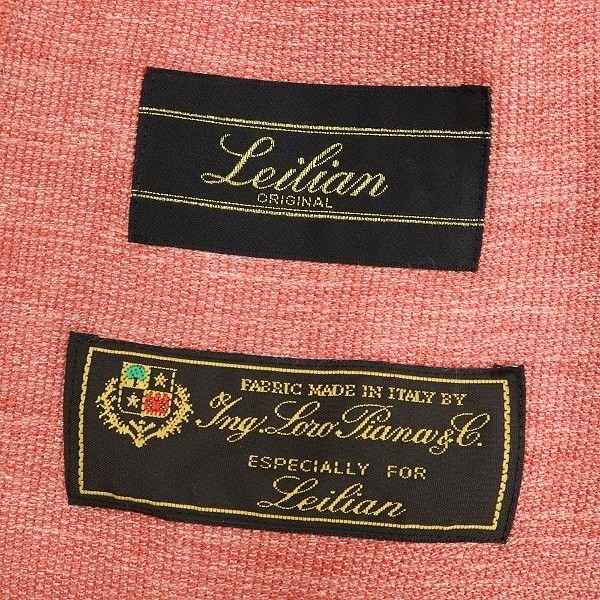 Leilian
ORIGINAL
FABRIC MADE IN ITALY BY
Ing. Loro Piana & C.
ESPECIALLY FOR
Leilian